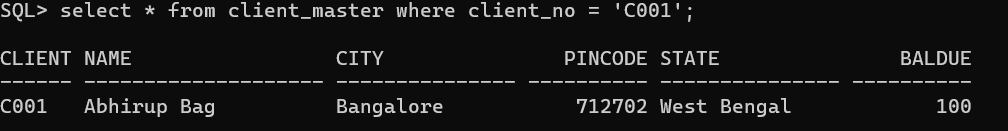 SQL> select * from client_master where client_no = 'C001';
CLIENT NAME                 CITY               PINCODE STATE               BALDUE
------ -------------------- --------------- ---------- --------------- ----------
C001   Abhirup Bag          Bangalore           712702 West Bengal            100